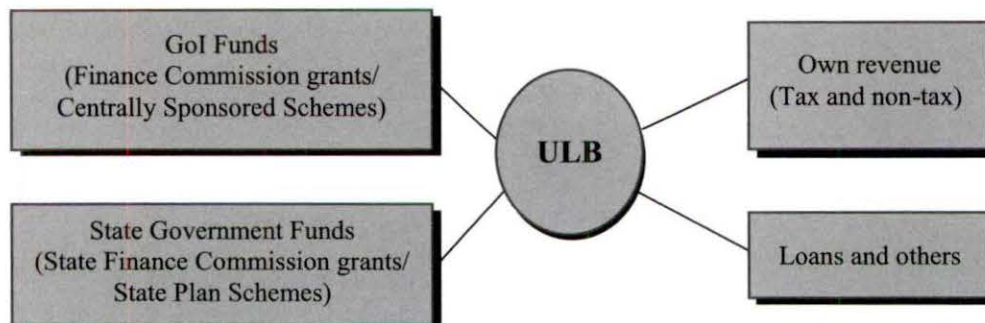 GoI Funds
(Finance Commission grants/
Centrally Sponsored Schemes)
State Government Funds
(State Finance Commission grants/
State Plan Schemes)
ULB
Own revenue
(Tax and non-tax)
Loans and others